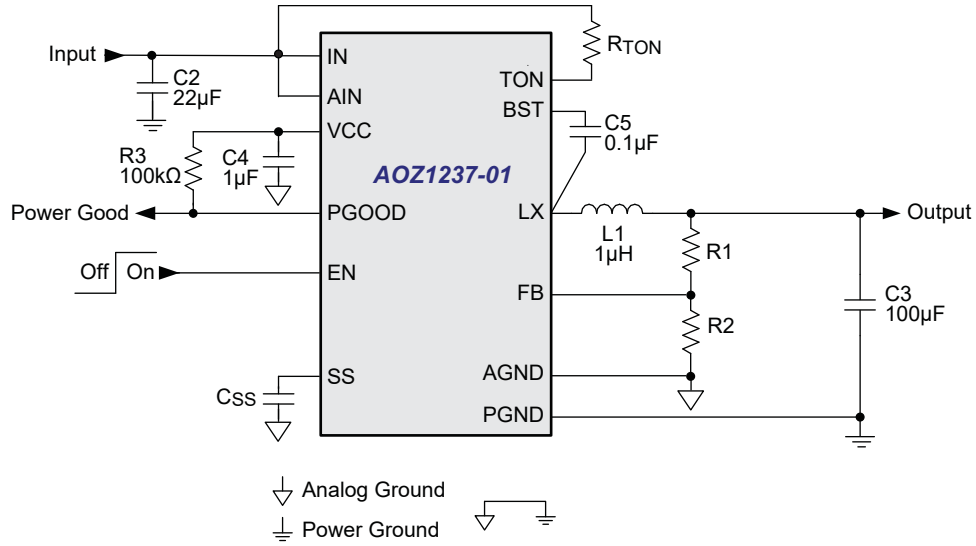 Input
C2
22µF
R3
100kΩ
C4
1µF
Power Good
Off
On
CSS
IN
AIN
VCC
PGOOD
EN
SS
AOZ1237-01
TON
BST
LX
FB
AGND
PGND
RTON
C5
0.1µF
L1
1µH
R1
R2
Output
C3
100µF
Analog Ground
Power Ground